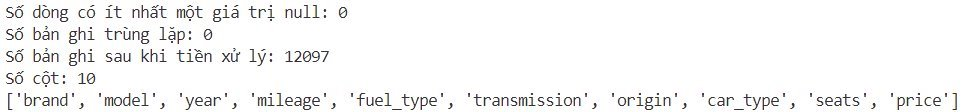 Số dòng có ít nhất một giá trị null: 0
Số bản ghi trùng lặp: 0
Số bản ghi sau khi tiền xử lý: 12097
Số cột: 10
['brand', 'model', 'year', 'mileage', 'fuel_type', 'transmission', 'origin', 'car_type', 'seats', 'price']